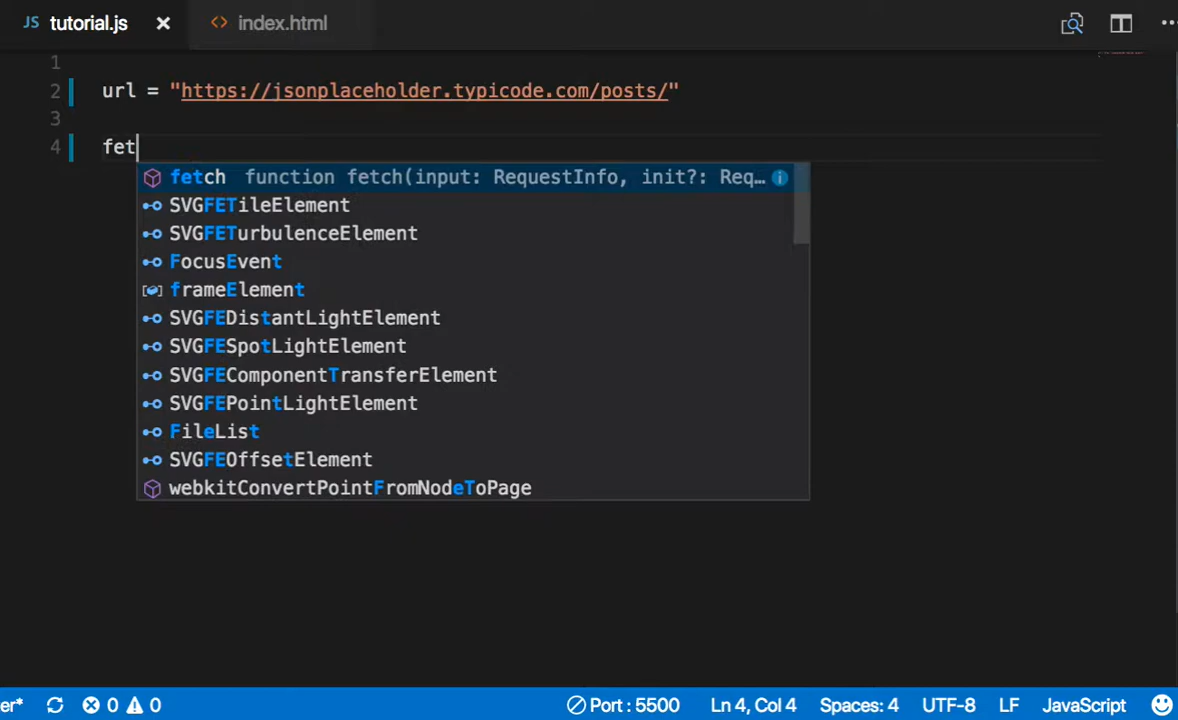 JS tutorial.js × <> index.html
1
2 url = "https://jsonplaceholder.typicode.com/posts/"
3
4 fet
fetch function fetch(input: RequestInfo, init?: Req...
SVGFETileElement
SVGFETurbulenceElement
FocusEvent
frameElement
SVGFEDistantLightElement
SVGFESpotLightElement
SVGFEComponentTransferElement
SVGFEPointLightElement
FileList
SVGFEOffsetElement
webkitConvertPointFromNodeToPage
er* 0 0 Port : 5500 Ln 4, Col 4 Spaces: 4 UTF-8 LF JavaScript